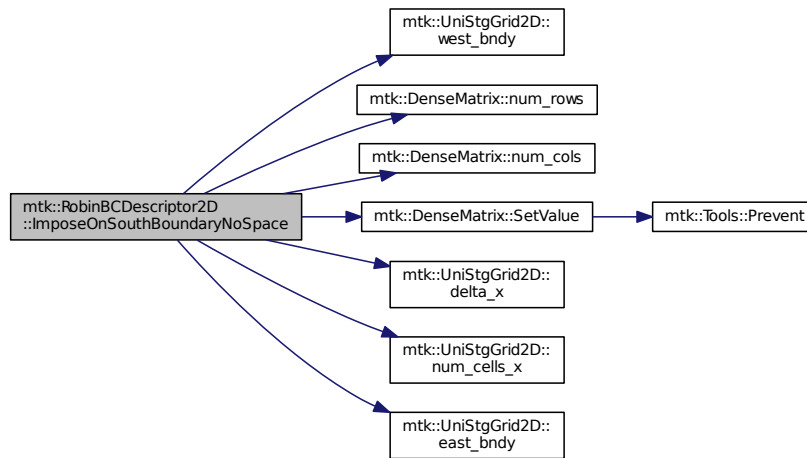 mtk::UniStgGrid2D::
west_bndy
mtk::DenseMatrix::num_rows
mtk::DenseMatrix::num_cols
mtk::RobinBCDescriptor2D
::ImposeOnSouthBoundaryNoSpace
mtk::DenseMatrix::SetValue
mtk::Tools::Prevent
mtk::UniStgGrid2D::
delta_x
mtk::UniStgGrid2D::
num_cells_x
mtk::UniStgGrid2D::
east_bndy